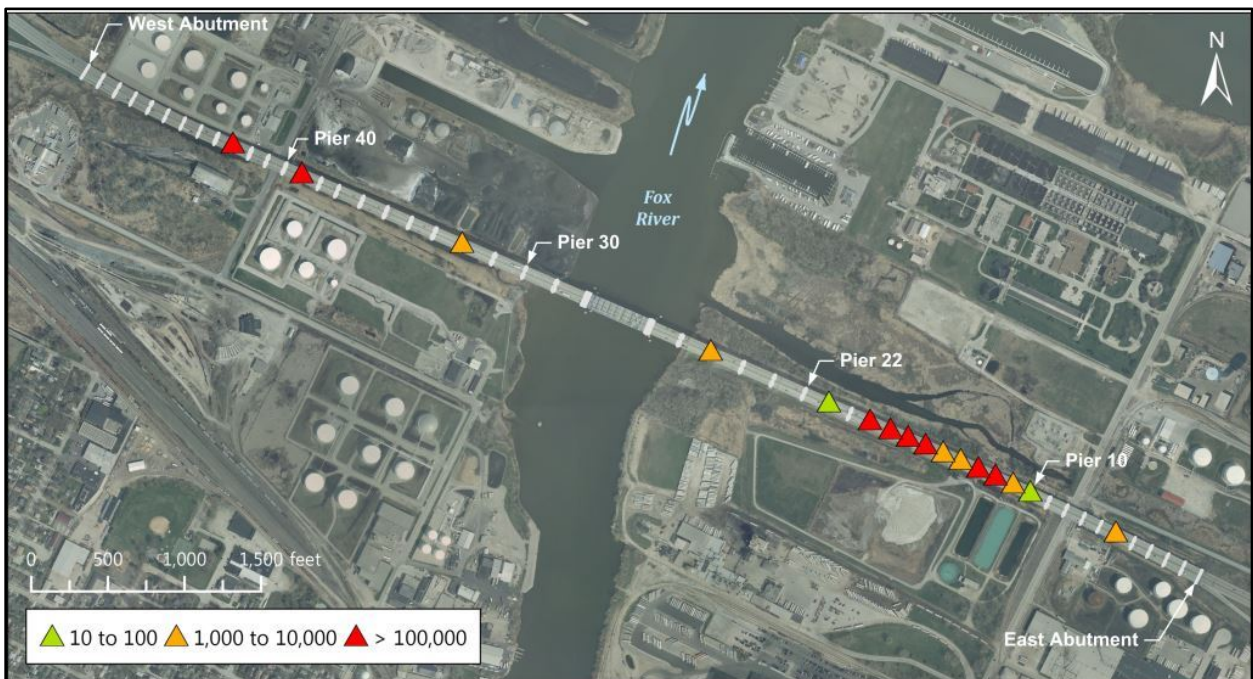 West Abutment
N
Pier 40
Fox
River
Pier 30
Pier 22
Pier 10
0 500 1,000 1,500 feet
East Abutment
10 to 100 1,000 to 10,000 > 100,000